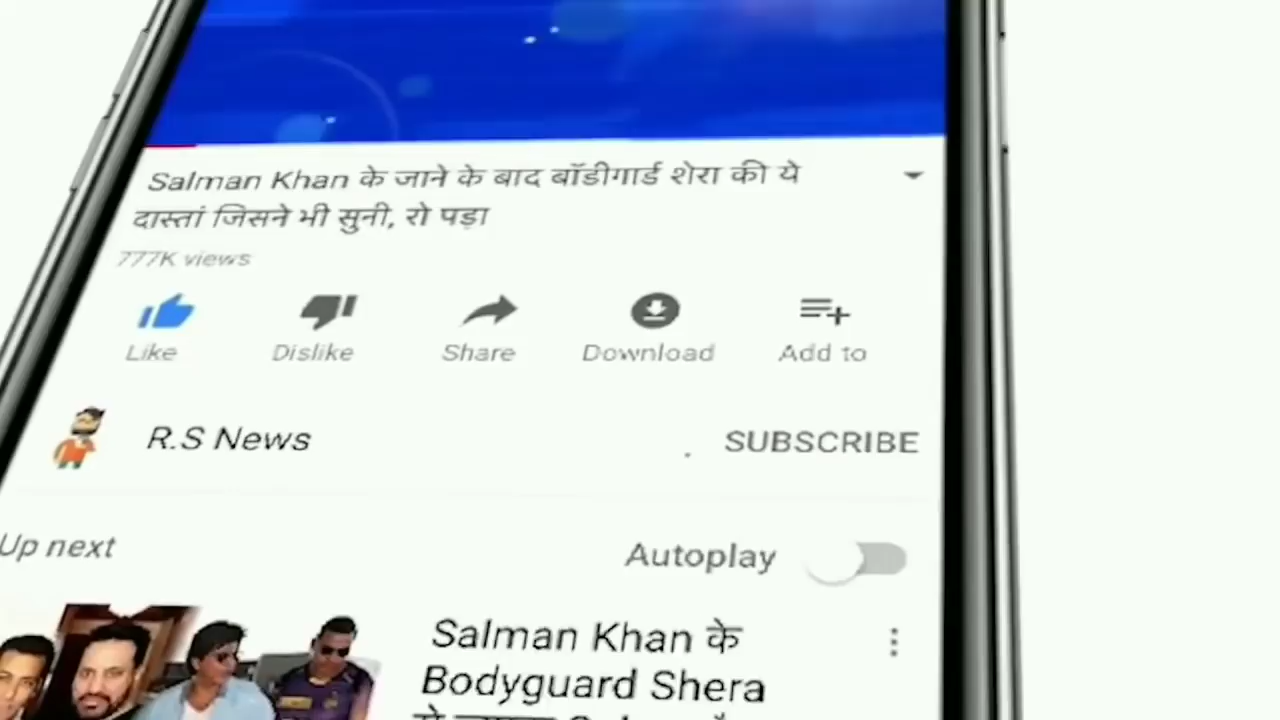 Salman Khan के जाने के बाद बॉडीगार्ड शेरा की ये
दास्तां जिसने भी सुनी, रो पड़ा
777K views
Like Dislike Share Download Add to
R.S News SUBSCRIBE
Up next Autoplay
Salman Khan के
Bodyguard Shera